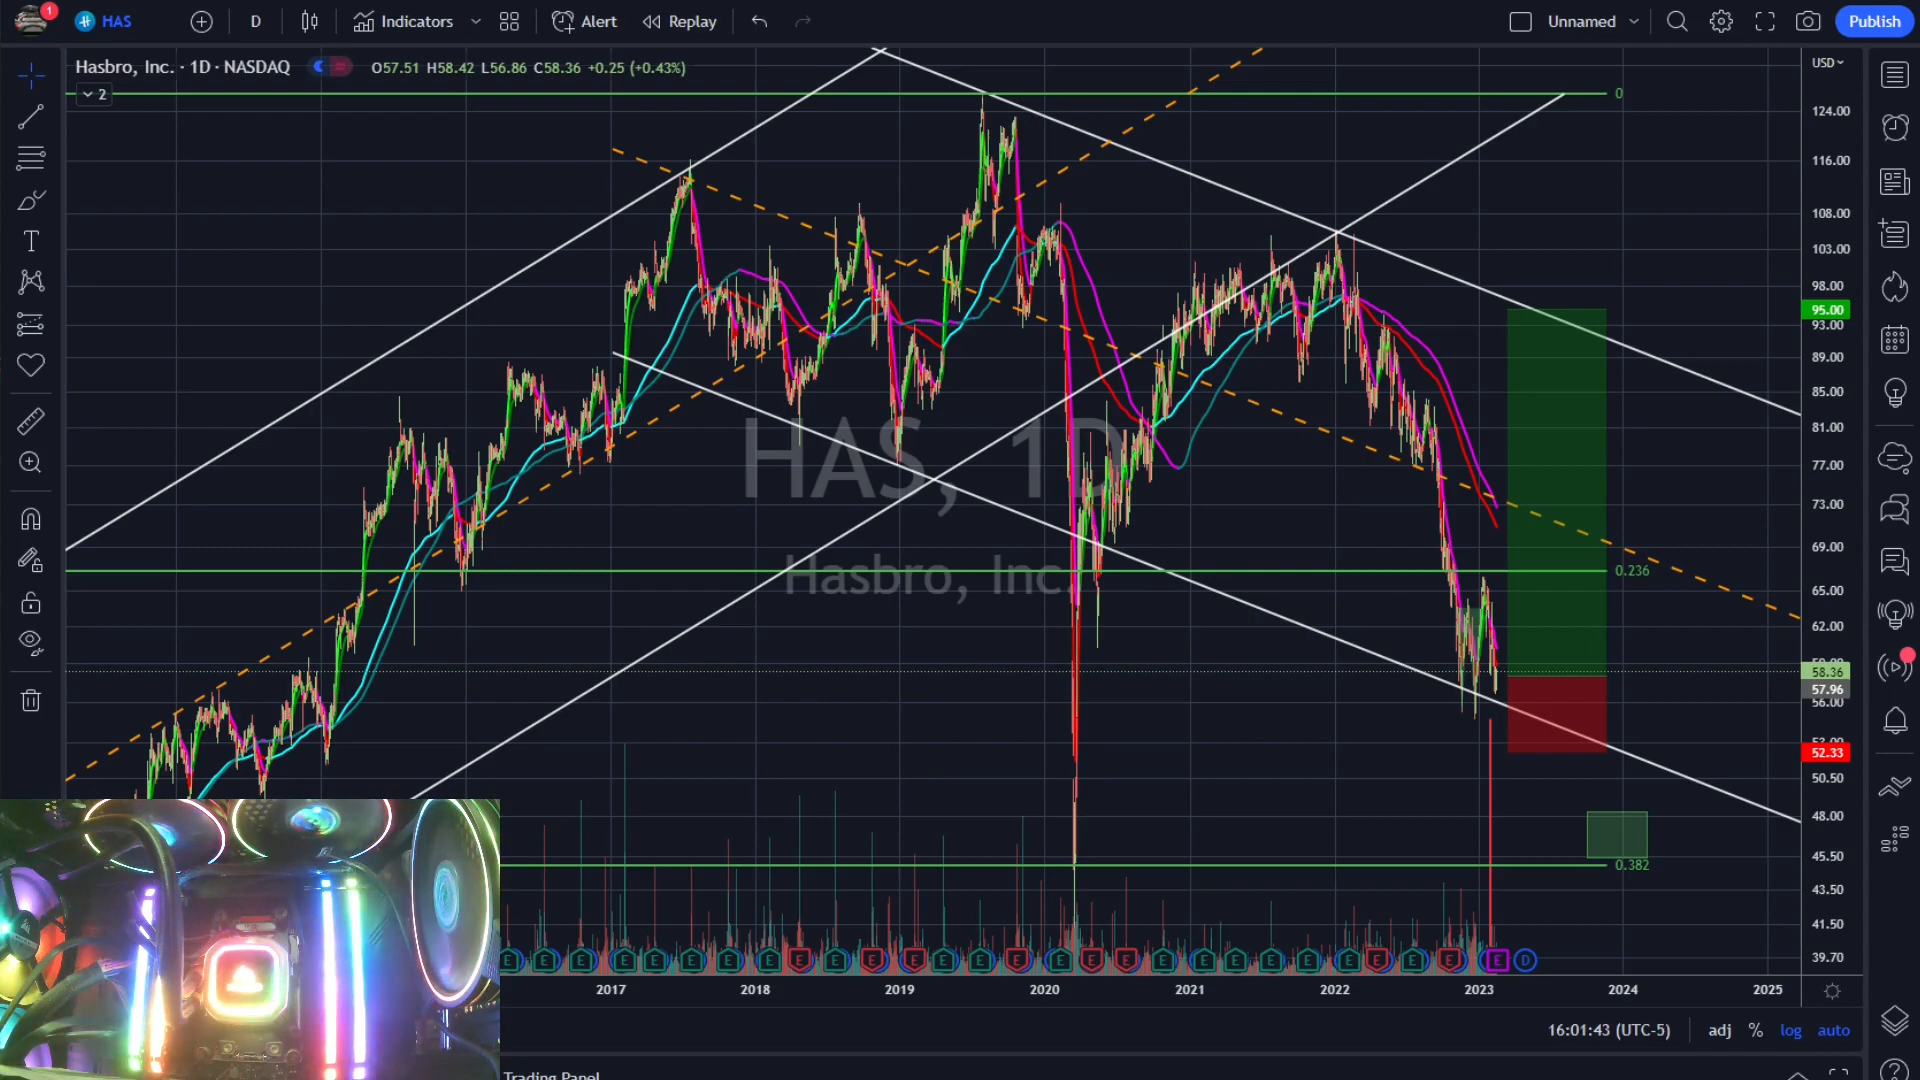 1
HAS
D
Indicators
Alert
Replay
Unnamed
Publish
Hasbro, Inc. · 1D · NASDAQ
O57.51 H58.42 L56.86 C58.36 +0.25 (+0.43%)
2
USD
0
124.00
116.00
108.00
103.00
98.00
95.00
93.00
89.00
85.00
81.00
77.00
73.00
69.00
0.236
65.00
62.00
58.36
57.96
56.00
52.33
50.50
48.00
45.50
0.382
43.50
41.50
39.70
HAS, 1D
Hasbro, Inc.
E E E E E E E E E E E E E E E E E E E E E E E E E E E D
2017 2018 2019 2020 2021 2022 2023 2024 2025
16:01:43 (UTC-5)
adj % log auto
Trading Panel